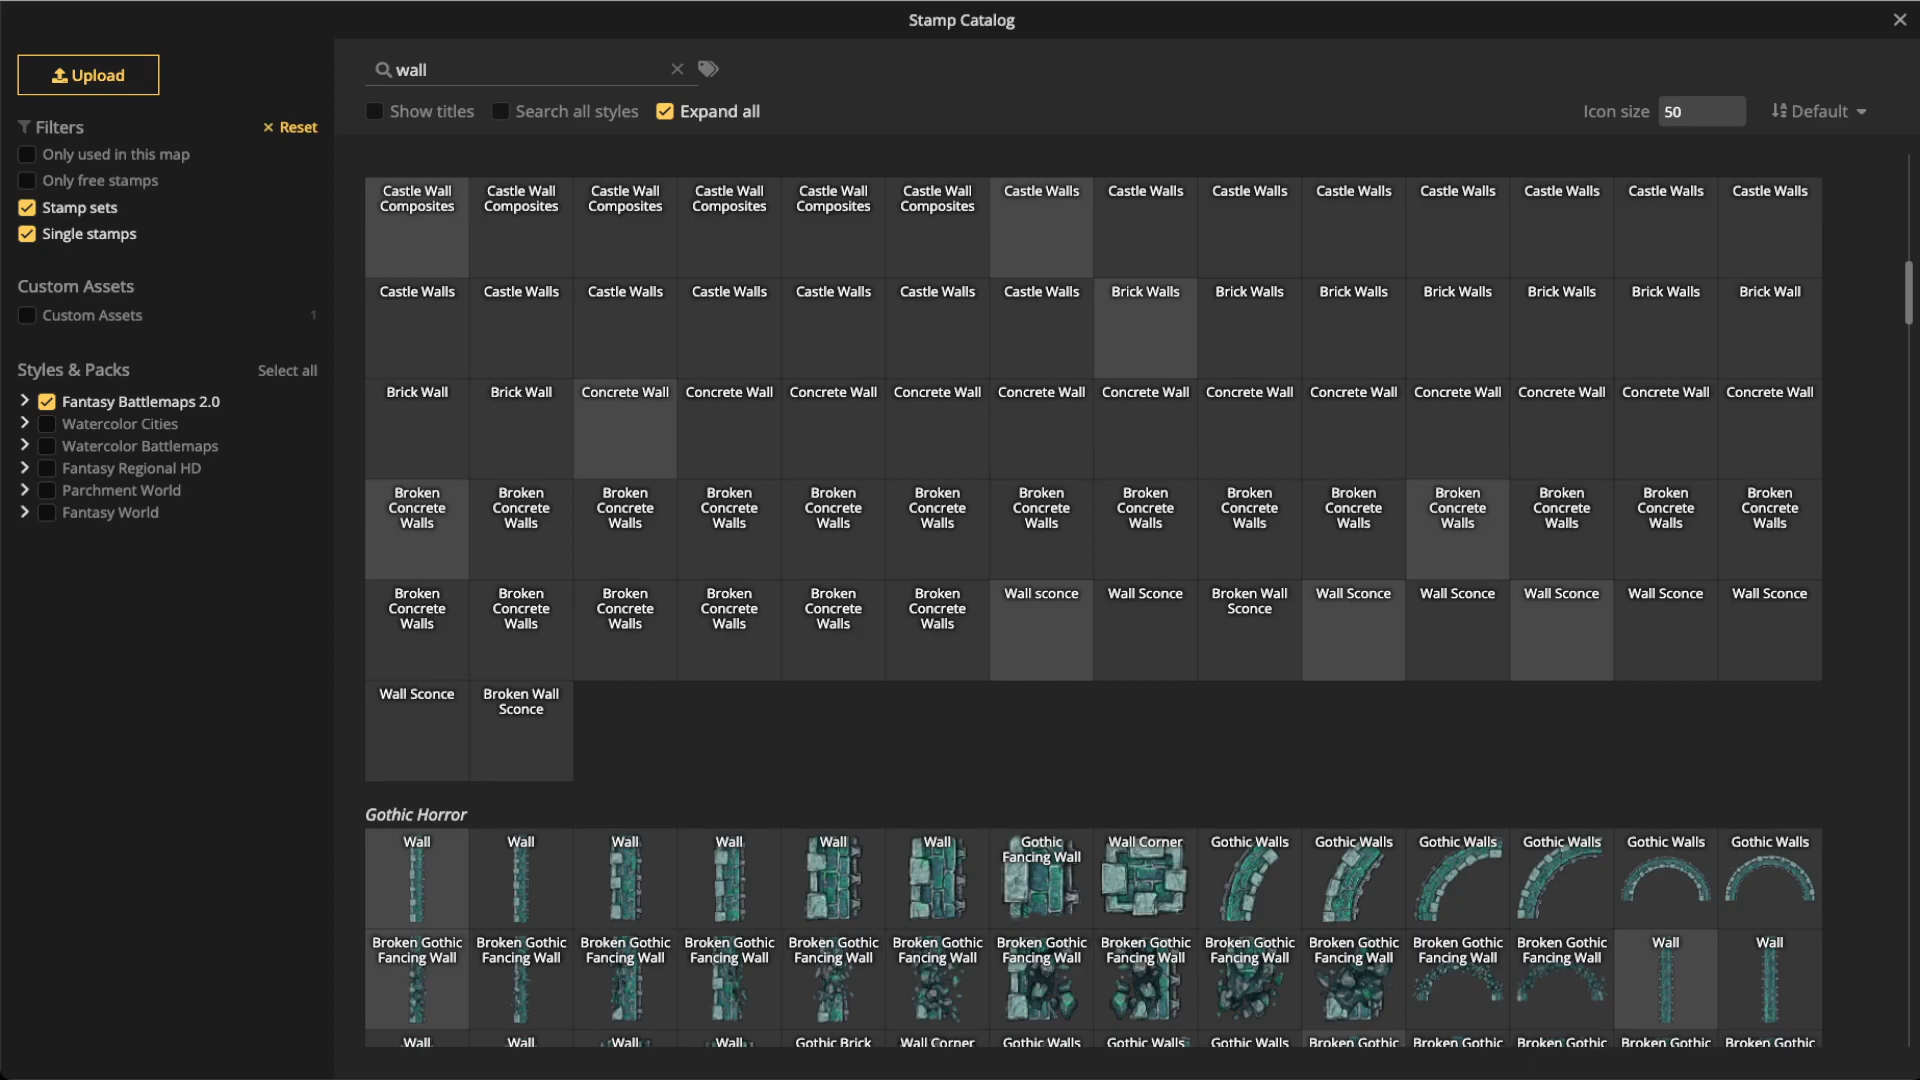 Stamp Catalog
Upload
wall
Show titles
Search all styles
Expand all
Icon size
50
Default
Filters
Reset
Only used in this map
Only free stamps
Stamp sets
Single stamps
Custom Assets
Custom Assets 1
Styles & Packs
Select all
Fantasy Battlemaps 2.0
Watercolor Cities
Watercolor Battlemaps
Fantasy Regional HD
Parchment World
Fantasy World
Castle Wall Castle Wall Castle Wall Castle Wall Castle Wall Castle Wall Castle Walls Castle Walls Castle Walls Castle Walls Castle Walls Castle Walls Castle Walls Castle Walls
Composites Composites Composites Composites Composites Composites
Castle Walls Castle Walls Castle Walls Castle Walls Castle Walls Castle Walls Castle Walls Brick Walls Brick Walls Brick Walls Brick Walls Brick Walls Brick Walls Brick Wall
Brick Wall Brick Wall Concrete Wall Concrete Wall Concrete Wall Concrete Wall Concrete Wall Concrete Wall Concrete Wall Concrete Wall Concrete Wall Concrete Wall Concrete Wall Concrete Wall
Broken Broken Broken Broken Broken Broken Broken Broken Broken Broken Broken Broken Broken Broken
Concrete Concrete Concrete Concrete Concrete Concrete Concrete Concrete Concrete Concrete Concrete Concrete Concrete Concrete
Walls Walls Walls Walls Walls Walls Walls Walls Walls Walls Walls Walls Walls Walls
Broken Broken Broken Broken Broken Broken Wall sconce Wall Sconce Broken Wall Wall Sconce Wall Sconce Wall Sconce Wall Sconce Wall Sconce
Concrete Concrete Concrete Concrete Concrete Concrete Sconce
Walls Walls Walls Walls Walls Walls
Wall Sconce Broken Wall
Sconce
Gothic Horror
Wall Wall Wall Wall Wall Wall Gothic Wall Corner Gothic Walls Gothic Walls Gothic Walls Gothic Walls Gothic Walls Gothic Walls
Fancing Wall
Broken Gothic Broken Gothic Broken Gothic Broken Gothic Broken Gothic Broken Gothic Broken Gothic Broken Gothic Broken Gothic Broken Gothic Broken Gothic Broken Gothic Wall Wall
Fancing Wall Fancing Wall Fancing Wall Fancing Wall Fancing Wall Fancing Wall Fancing Wall Fancing Wall Fancing Wall Fancing Wall Fancing Wall Fancing Wall
Wall Wall Wall Wall Gothic Brick Wall Corner Gothic Walls Gothic Walls Gothic Walls Broken Gothic Broken Gothic Broken Gothic Broken Gothic Broken Gothic